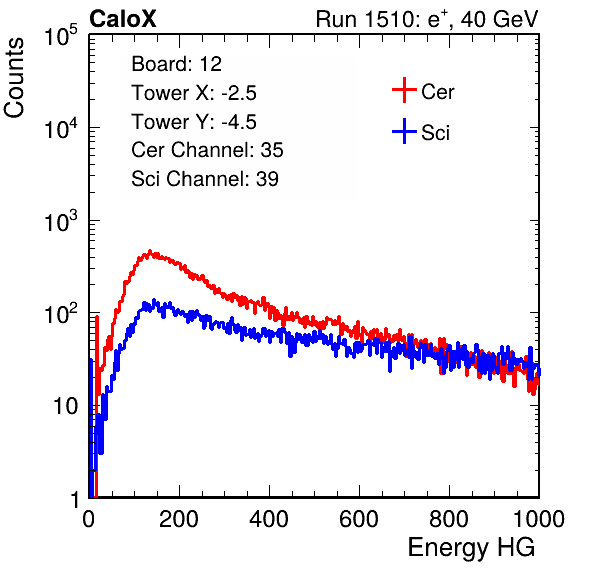 CaloX Run 1510: e⁺, 40 GeV
Board: 12
Tower X: -2.5
Tower Y: -4.5
Cer Channel: 35
Sci Channel: 39
Cer
Sci
Counts
10⁵
10⁴
10³
10²
10
1
0 200 400 600 800 1000
Energy HG